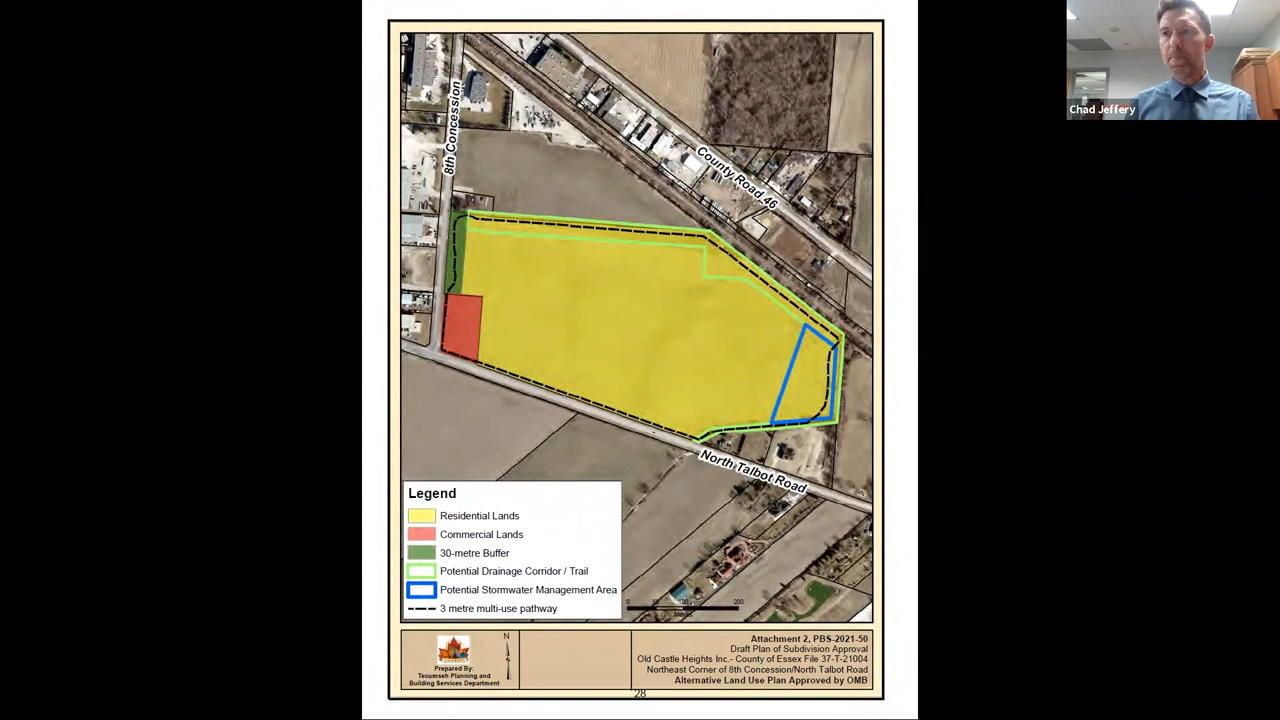 Chad Jeffery
8th Concession
County Road 46
North Talbot Road
Legend
Residential Lands
Commercial Lands
30-metre Buffer
Potential Drainage Corridor / Trail
Potential Stormwater Management Area
3 metre multi-use pathway
0
200
N
Prepared By:
Tecumseh Planning and
Building Services Department
Attachment 2, PBS-2021-50
Draft Plan of Subdivision Approval
Old Castle Heights Inc.- County of Essex File 37-T-21004
Northeast Corner of 8th Concession/North Talbot Road
Alternative Land Use Plan Approved by OMB
28